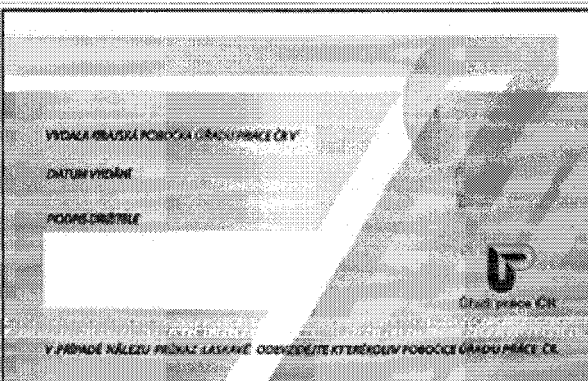 VYDALA KRAJSKÁ POBOČKA ÚŘADU PRÁCE ČR V
DATUM VYDÁNÍ
PODPIS DRŽITELE
Úřad práce ČR
V PŘÍPADĚ NÁLEZU PRŮKAZ LASKAVĚ ODEVZDEJTE KTERÉKOLIV POBOČCE ÚŘADU PRÁCE ČR.